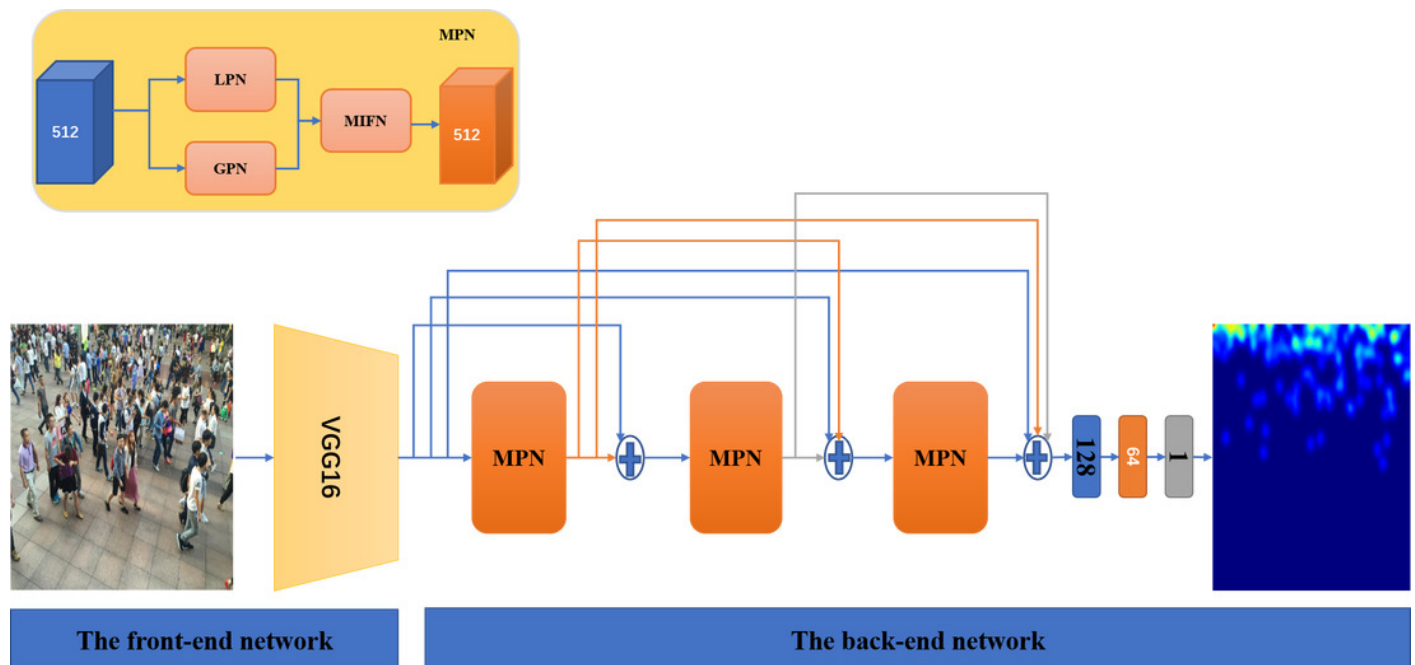 MPN
LPN
512
MIFN
512
GPN
VGG16
MPN
MPN
MPN
128
64
1
The front-end network
The back-end network